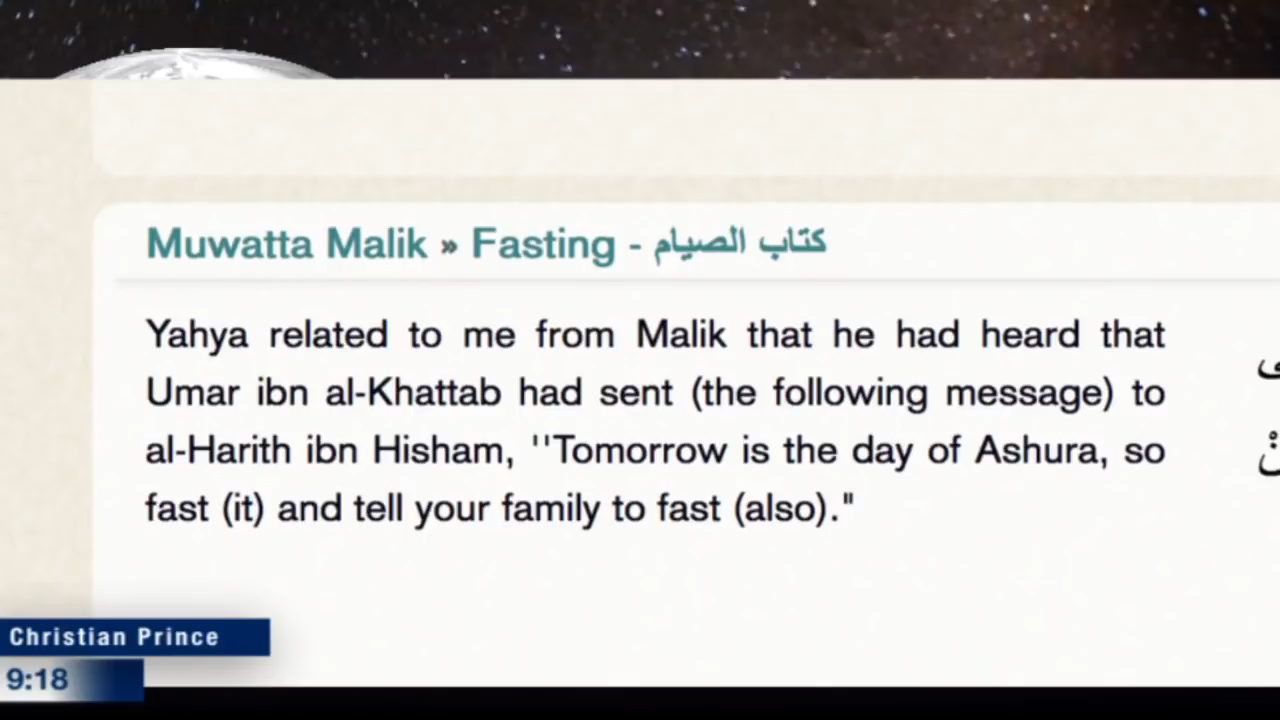 Muwatta Malik » Fasting - كتاب الصيام
Yahya related to me from Malik that he had heard that
Umar ibn al-Khattab had sent (the following message) to
al-Harith ibn Hisham, ''Tomorrow is the day of Ashura, so
fast (it) and tell your family to fast (also)."
Christian Prince
9:18